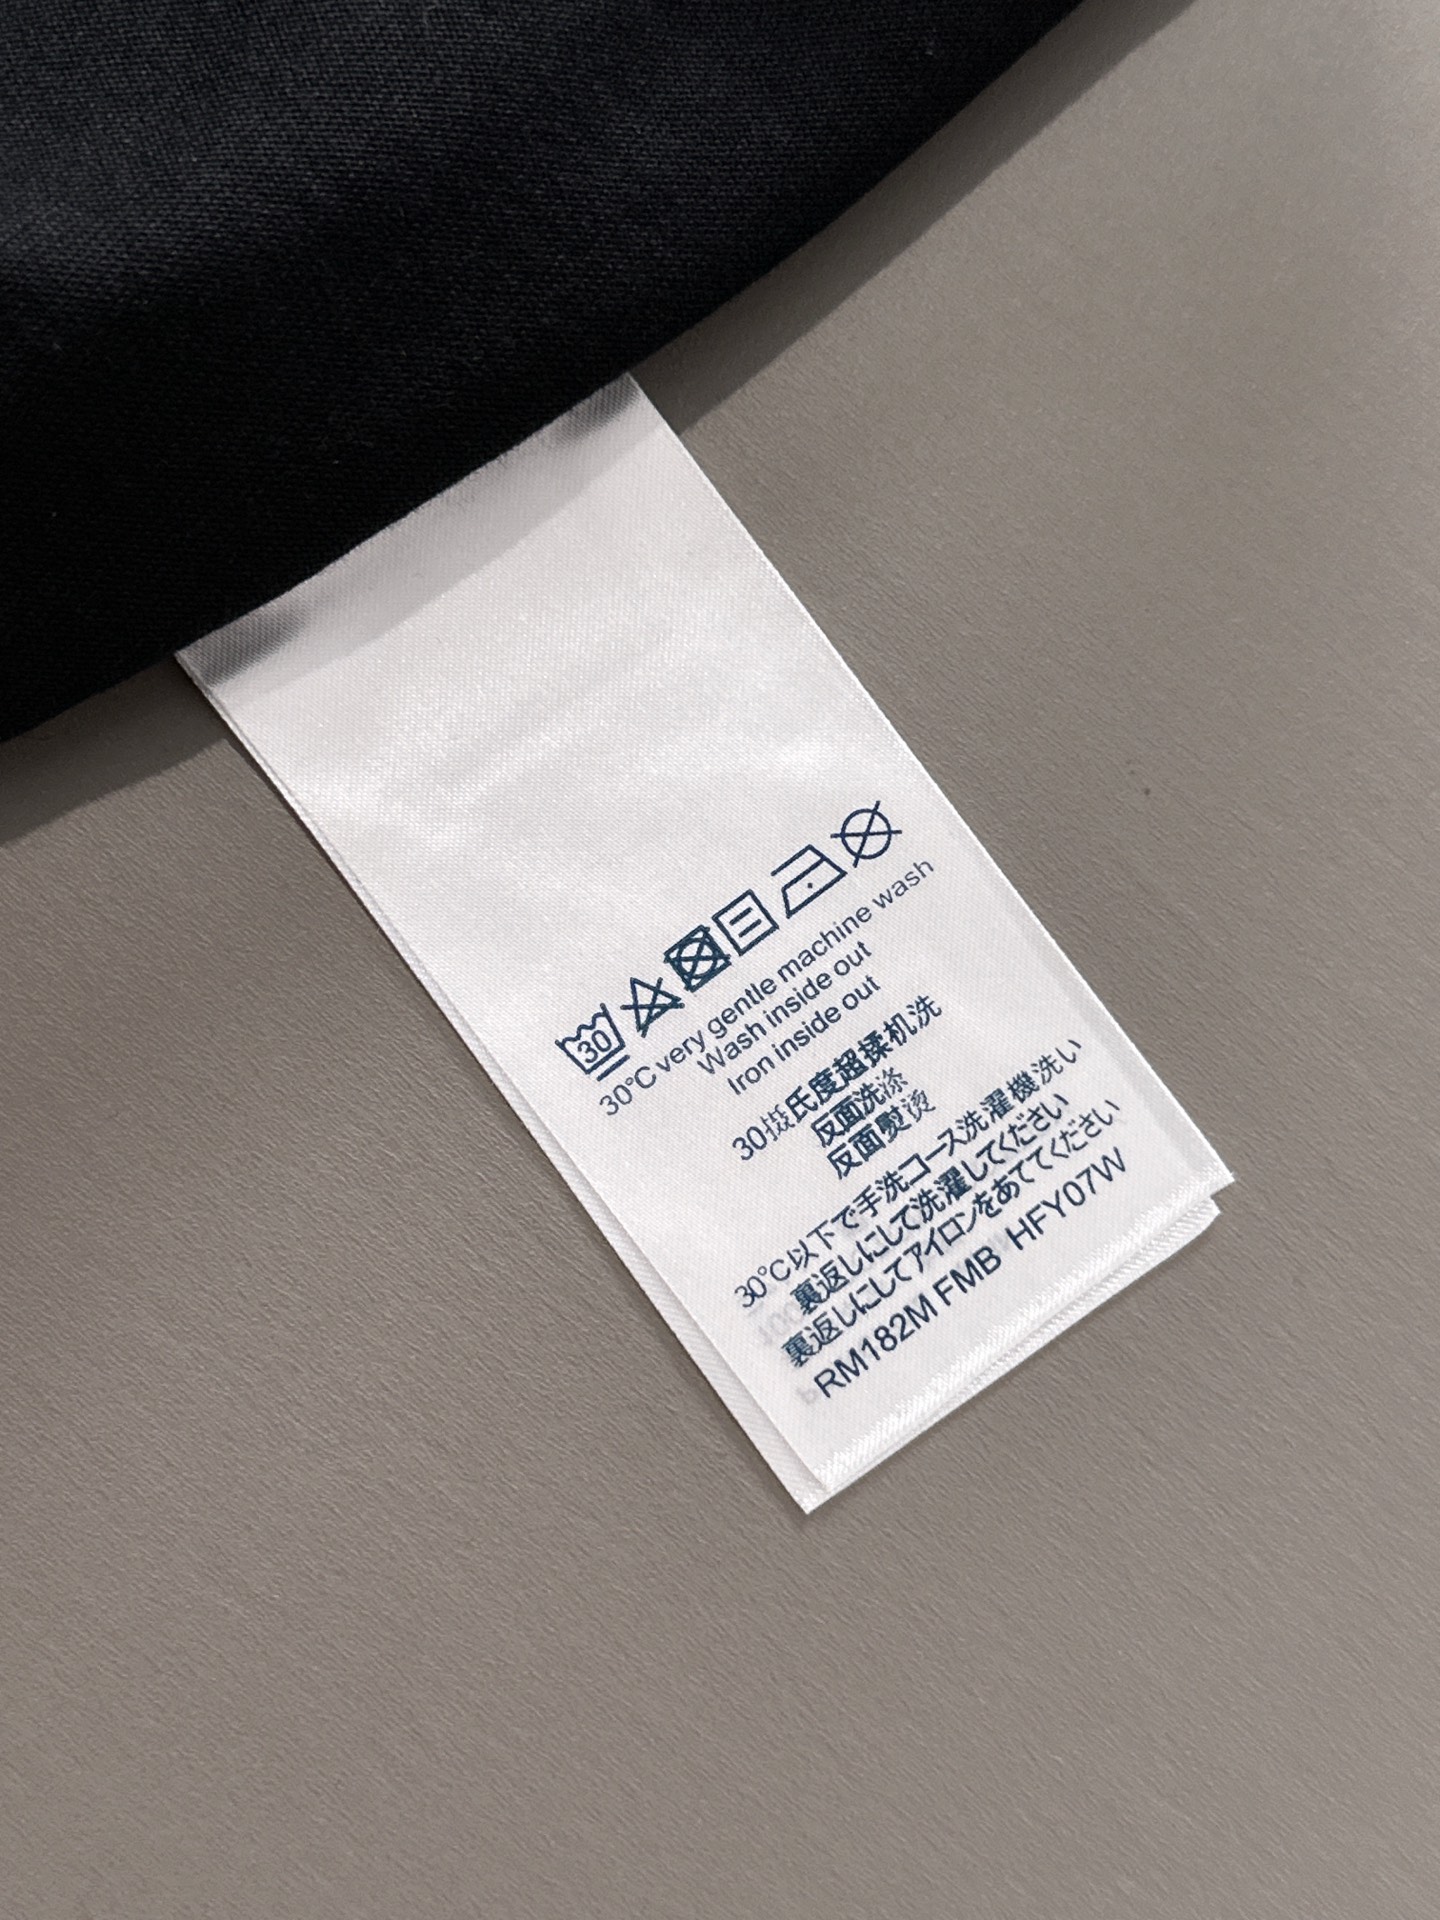 30
30°C very gentle machine wash
Wash inside out
Iron inside out
30摄氏度超揉机洗
反面洗涤
反面熨烫
30°C以下で手洗コース洗濯機洗い
裏返しにして洗濯してください
裏返しにしてアイロンをあててください
RM182M FMB HFY07W